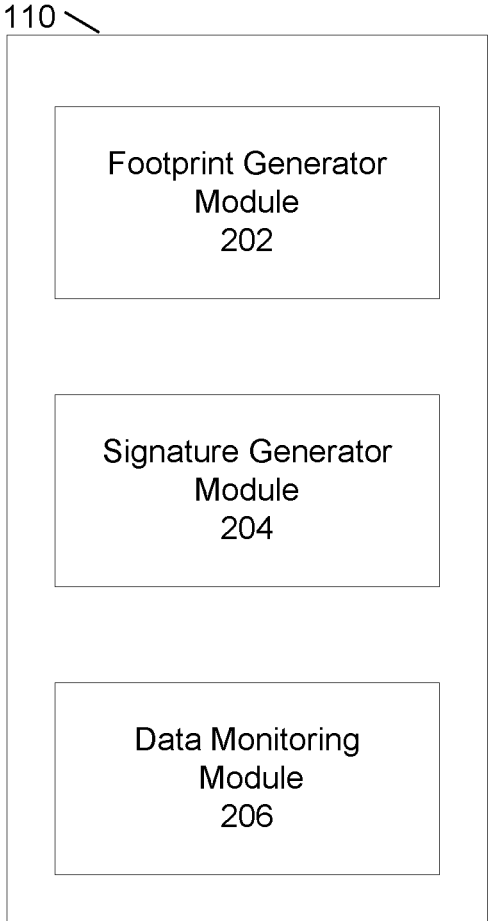 110
Footprint Generator
Module
202
Signature Generator
Module
204
Data Monitoring
Module
206